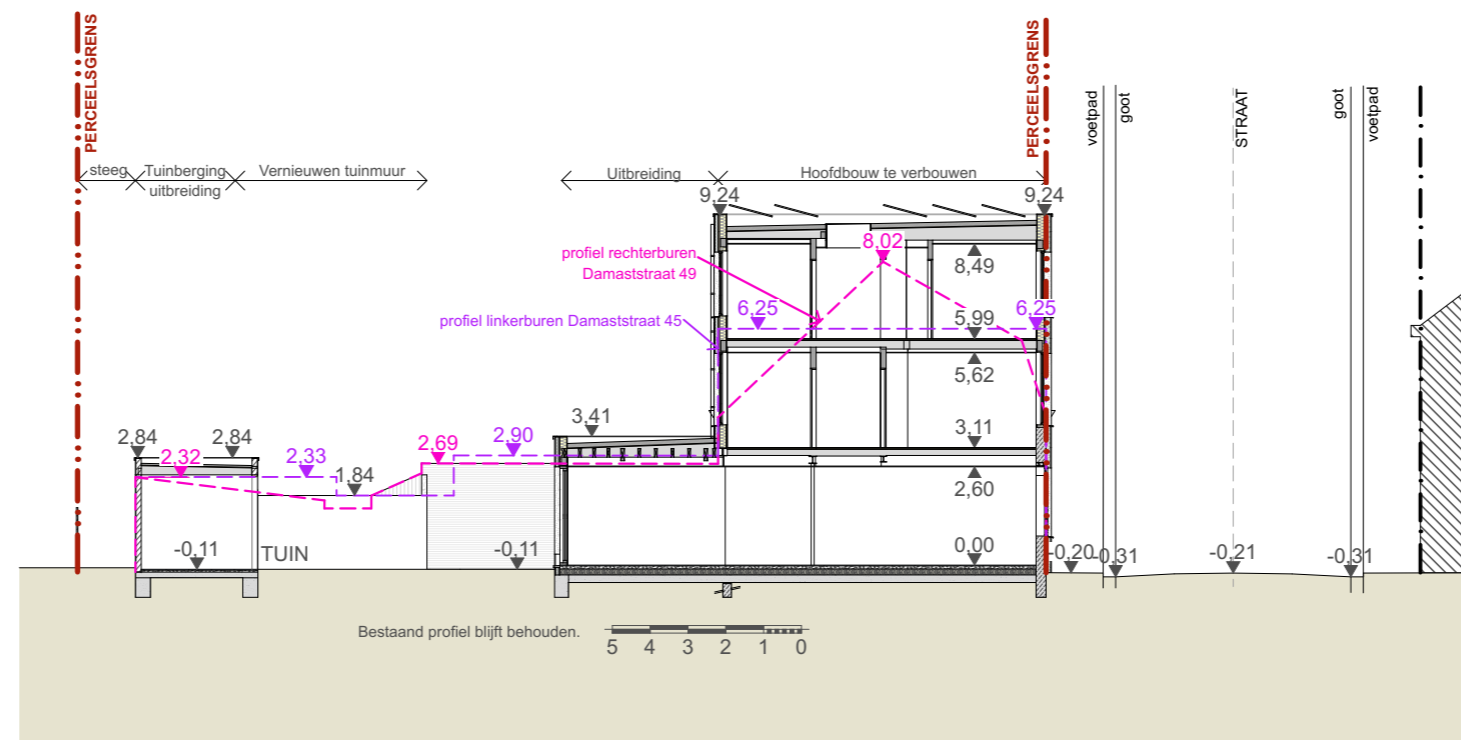 PERCEELSGRENS
PERCEELSGRENS
voetpad
goot
STRAAT
goot
voetpad
steeg
Tuinberging
uitbreiding
Vernieuwen tuinmuur
Uitbreiding
Hoofdbouw te verbouwen
9,24
9,24
profiel rechterburen
Damaststraat 49
8,02
8,49
profiel linkerburen Damaststraat 45
6,25
5,99
6,25
5,62
3,41
3,11
2,84
2,84
2,32
2,33
1,84
2,69
2,90
2,60
-0,11
TUIN
-0,11
0,00
-0,20
-0,31
-0,21
-0,31
Bestaand profiel blijft behouden.
5 4 3 2 1 0